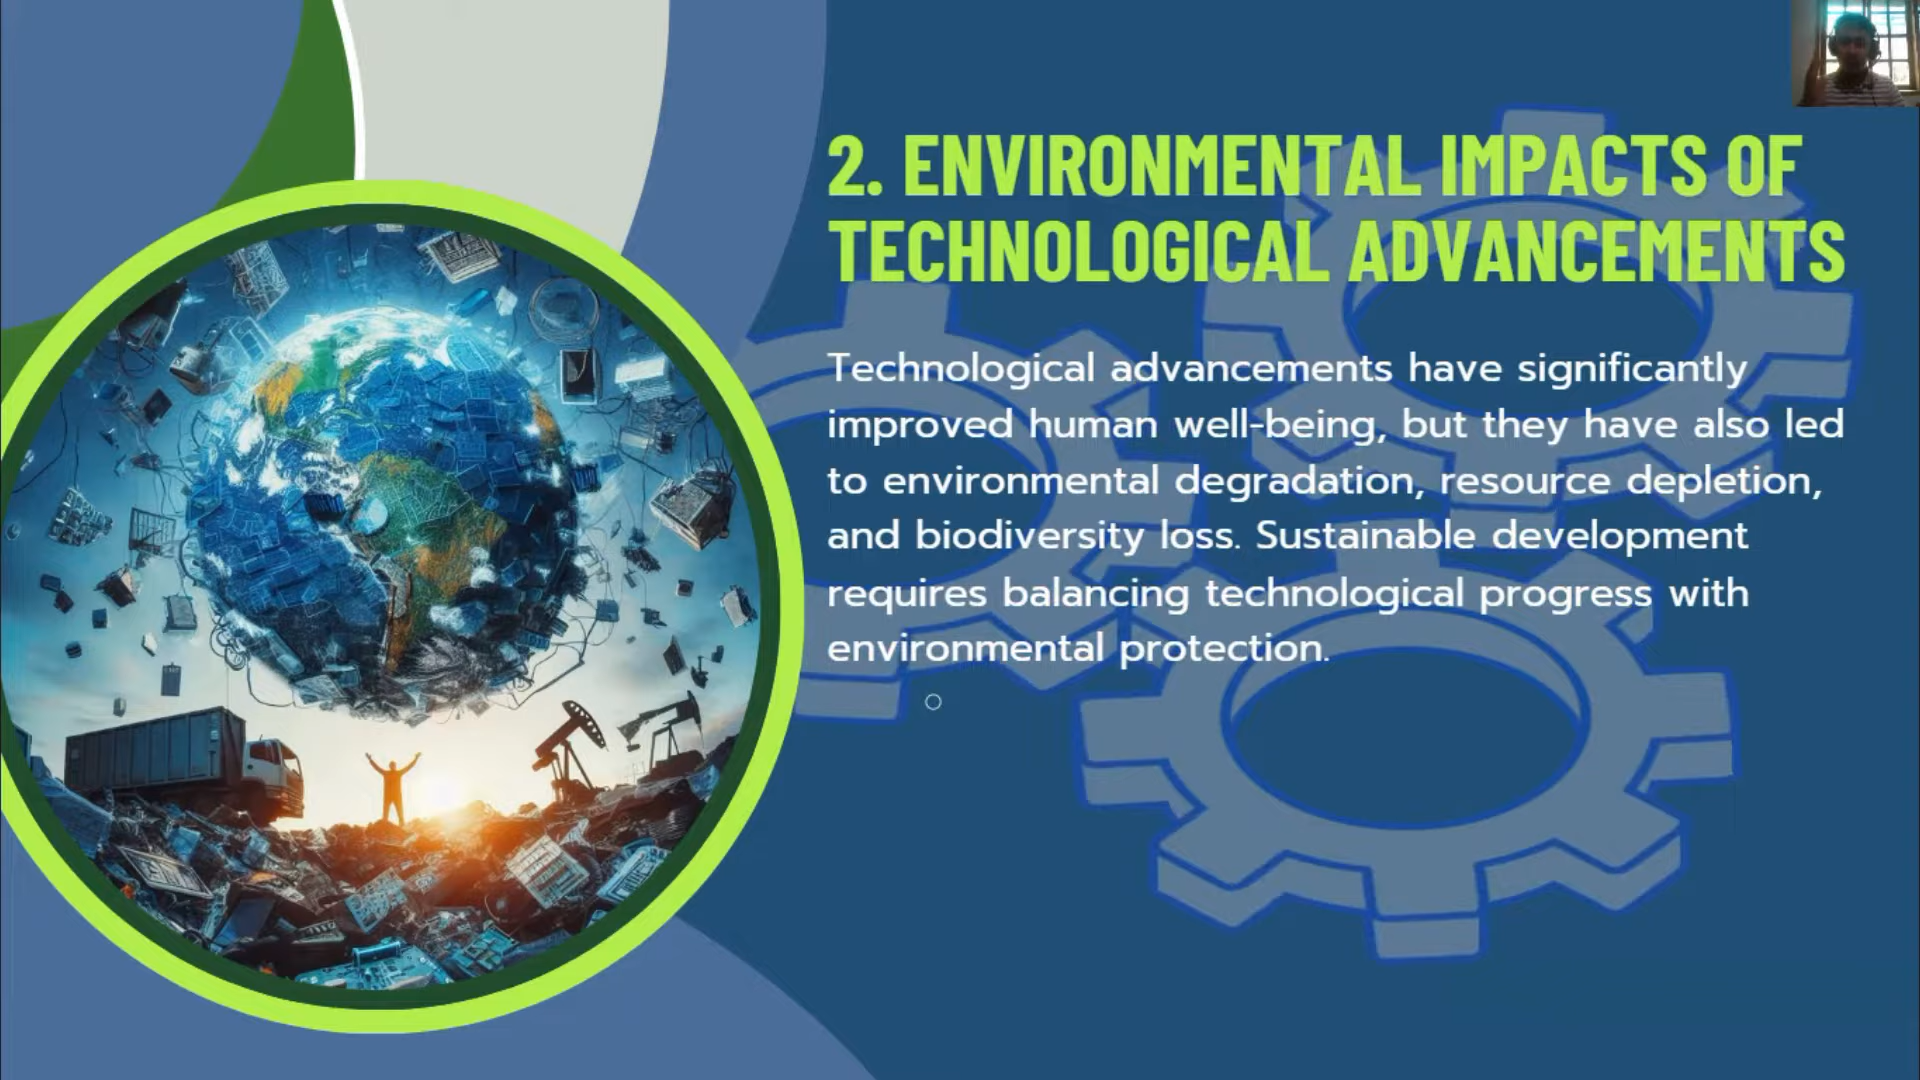 2. ENVIRONMENTAL IMPACTS OF
TECHNOLOGICAL ADVANCEMENTS
Technological advancements have significantly
improved human well-being, but they have also led
to environmental degradation, resource depletion,
and biodiversity loss. Sustainable development
requires balancing technological progress with
environmental protection.